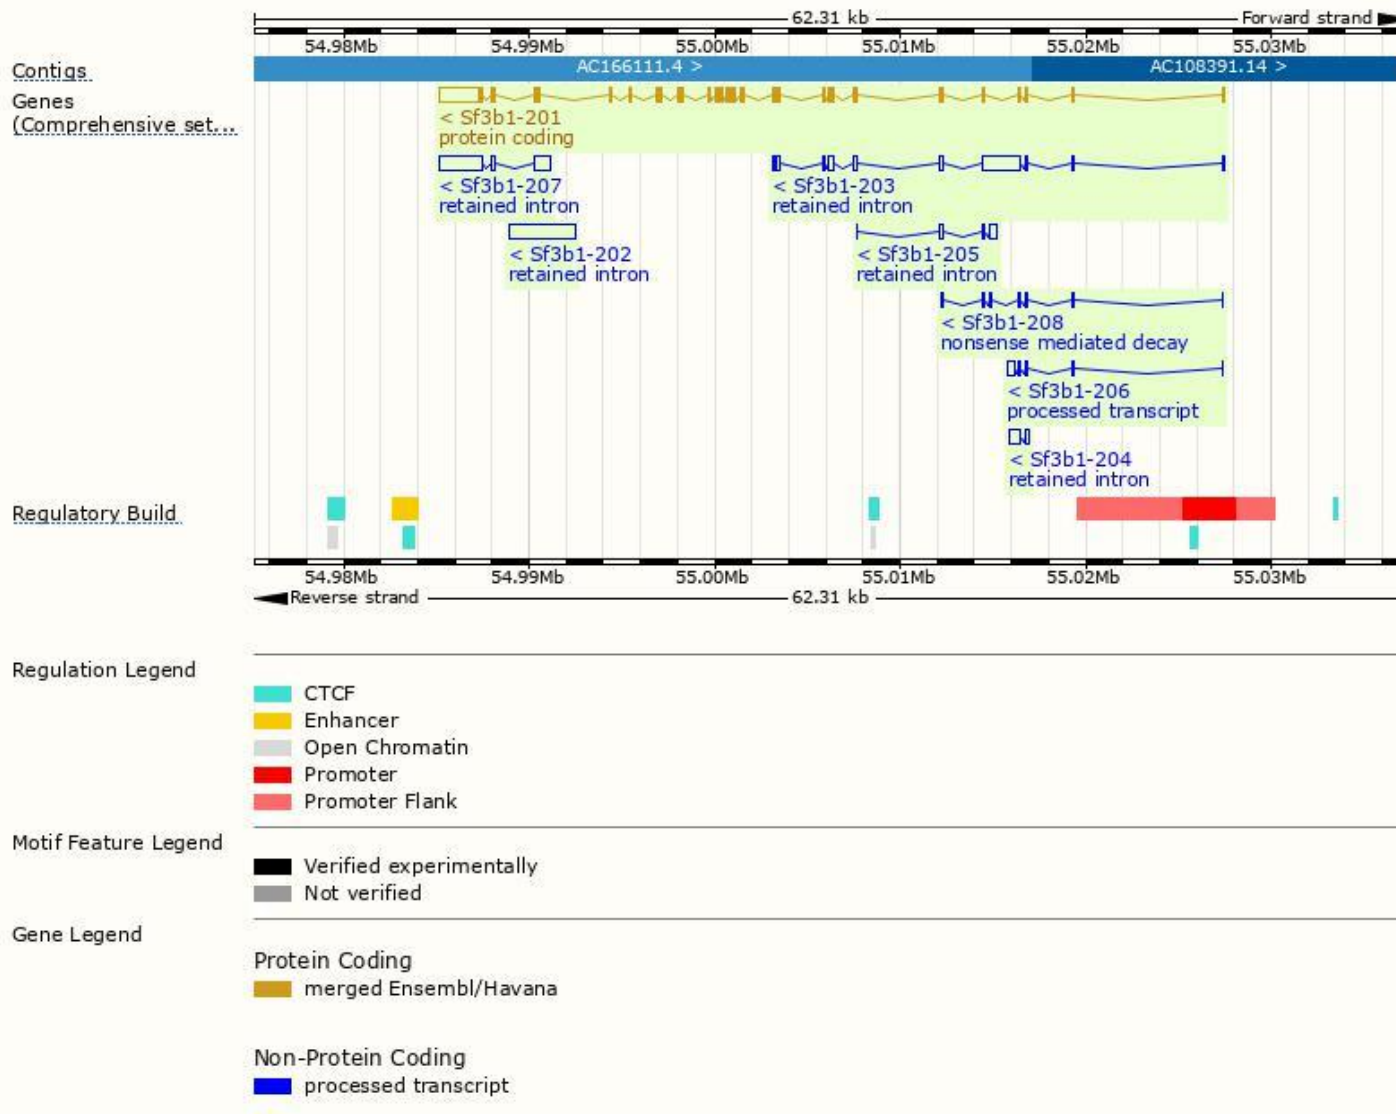 62.31 kb
Forward strand
54.98Mb 54.99Mb 55.00Mb 55.01Mb 55.02Mb 55.03Mb
Contigs
AC166111.4 > AC108391.14 >
Genes
(Comprehensive set...
< Sf3b1-201
protein coding
< Sf3b1-207
retained intron
< Sf3b1-203
retained intron
< Sf3b1-202
retained intron
< Sf3b1-205
retained intron
< Sf3b1-208
nonsense mediated decay
< Sf3b1-206
processed transcript
< Sf3b1-204
retained intron
Regulatory Build
54.98Mb 54.99Mb 55.00Mb 55.01Mb 55.02Mb 55.03Mb
Reverse strand
62.31 kb
Regulation Legend
CTCF
Enhancer
Open Chromatin
Promoter
Promoter Flank
Motif Feature Legend
Verified experimentally
Not verified
Gene Legend
Protein Coding
merged Ensembl/Havana
Non-Protein Coding
processed transcript